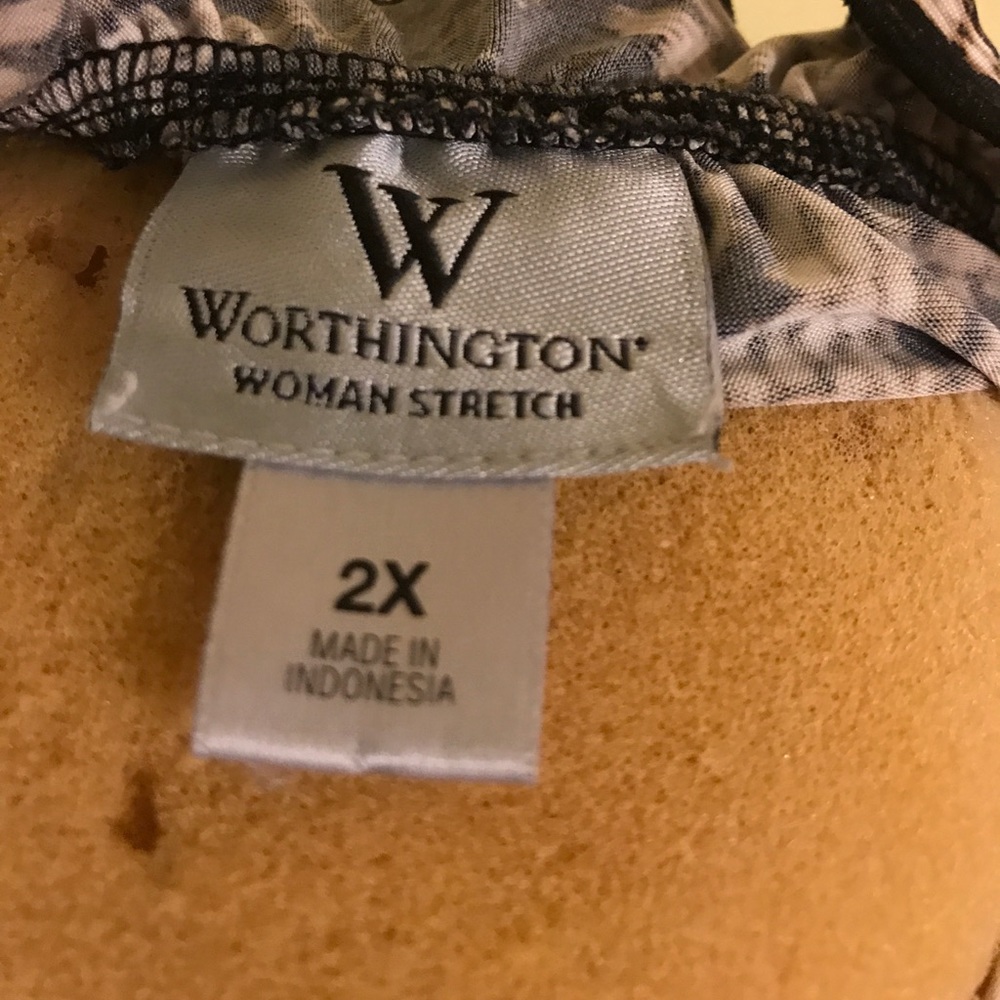 W
WORTHINGTON®
WOMAN STRETCH
2X
MADE IN
INDONESIA